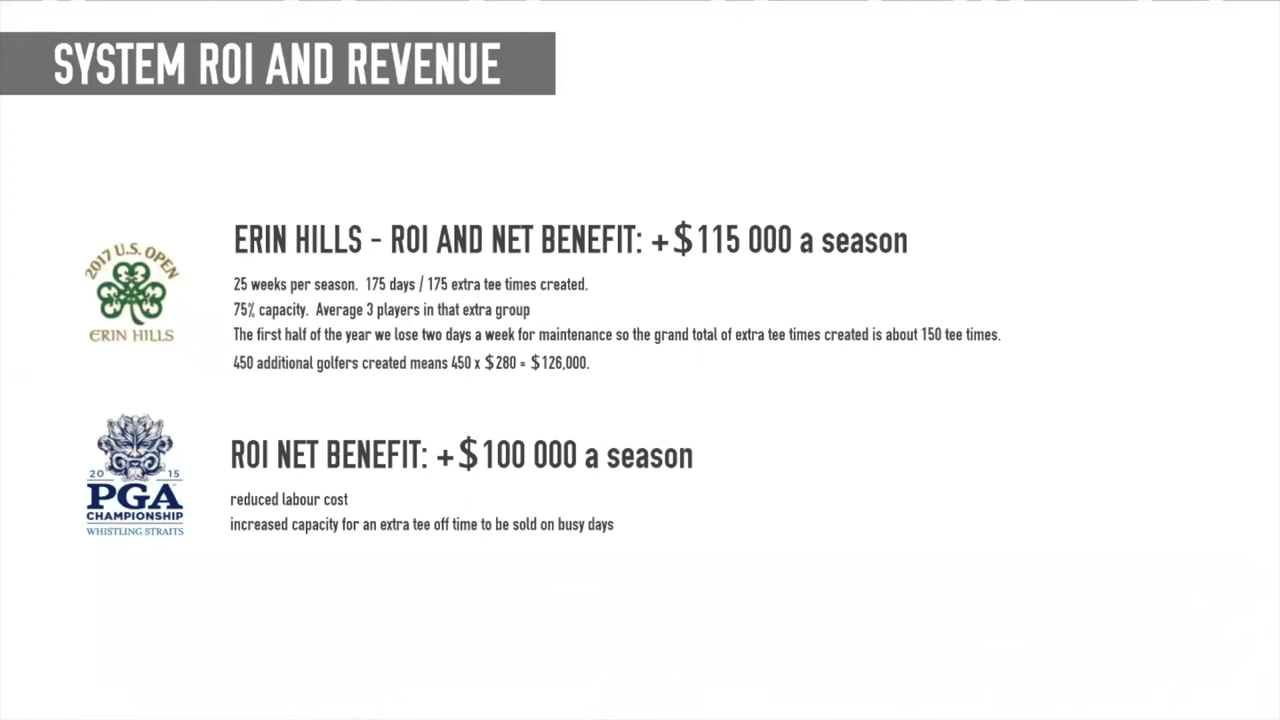 SYSTEM ROI AND REVENUE
2017 U.S. OPEN
ERIN HILLS
ERIN HILLS - ROI AND NET BENEFIT: +$115 000 a season
25 weeks per season. 175 days / 175 extra tee times created.
75% capacity. Average 3 players in that extra group
The first half of the year we lose two days a week for maintenance so the grand total of extra tee times created is about 150 tee times.
450 additional golfers created means 450 x $280 = $126,000.
20 15
PGA
CHAMPIONSHIP
WHISTLING STRAITS
ROI NET BENEFIT: +$100 000 a season
reduced labour cost
increased capacity for an extra tee off time to be sold on busy days